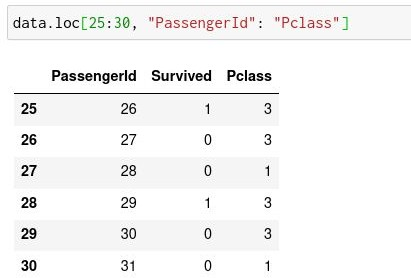 data.loc[25:30, "PassengerId": "Pclass"]
PassengerId Survived Pclass
25 26 1 3
26 27 0 3
27 28 0 1
28 29 1 3
29 30 0 3
30 31 0 1